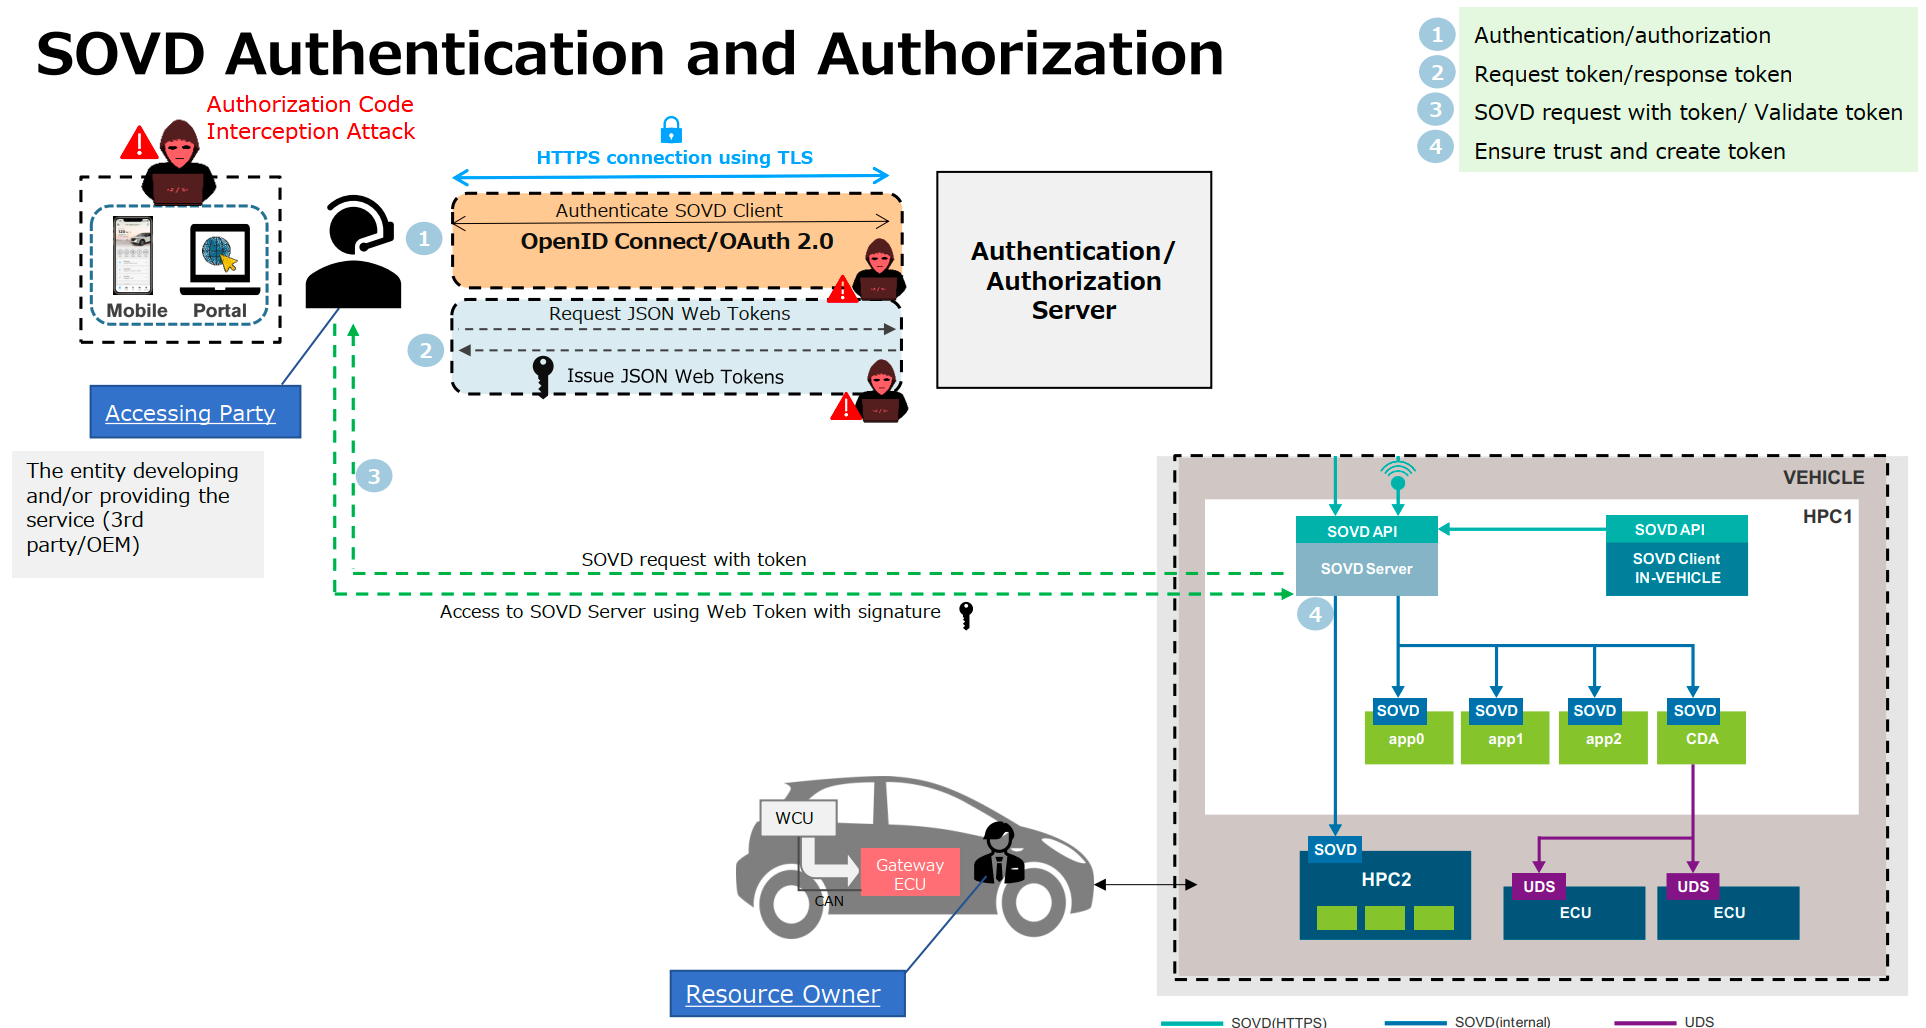 SOVD Authentication and Authorization
1 Authentication/authorization
2 Request token/response token
3 SOVD request with token/ Validate token
4 Ensure trust and create token
Authorization Code
Interception Attack
HTTPS connection using TLS
Mobile
Portal
1
Authenticate SOVD Client
OpenID Connect/OAuth 2.0
2
Request JSON Web Tokens
Issue JSON Web Tokens
Authentication/
Authorization
Server
Accessing Party
The entity developing
and/or providing the
service (3rd
party/OEM)
3
SOVD request with token
Access to SOVD Server using Web Token with signature
VEHICLE
HPC1
SOVD API
SOVD Server
SOVD API
SOVD Client
IN-VEHICLE
4
SOVD
app0
SOVD
app1
SOVD
app2
SOVD
CDA
SOVD
HPC2
UDS
ECU
UDS
ECU
WCU
Gateway
ECU
CAN
Resource Owner
SOVD(HTTPS)
SOVD(internal)
UDS